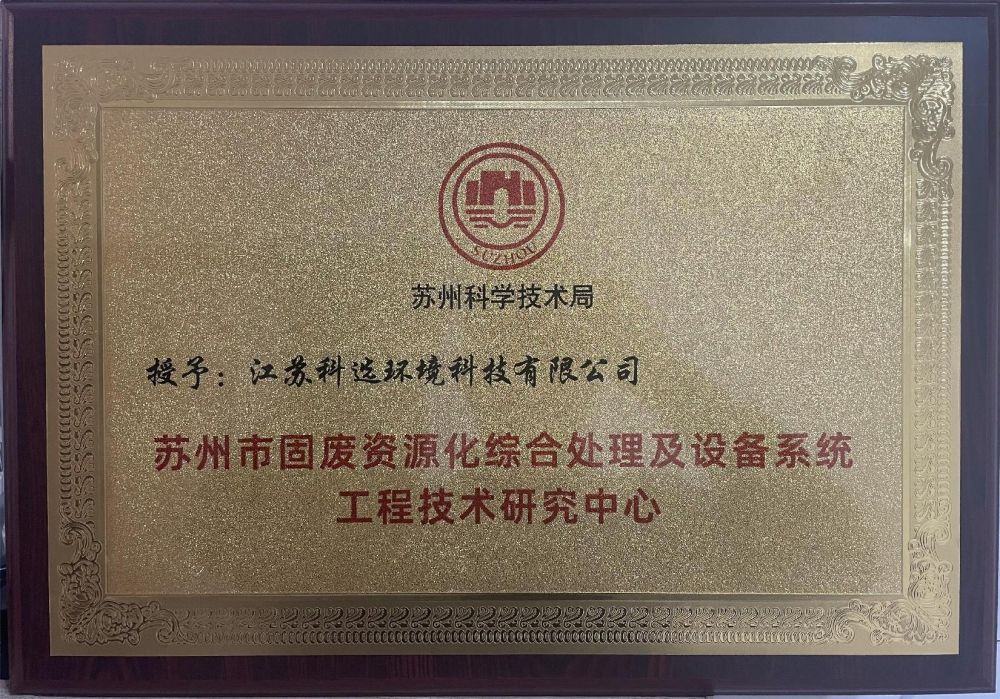 SUZHOU
苏州科学技术局
授予：江苏科选环境科技有限公司
苏州市固废资源化综合处理及设备系统
工程技术研究中心